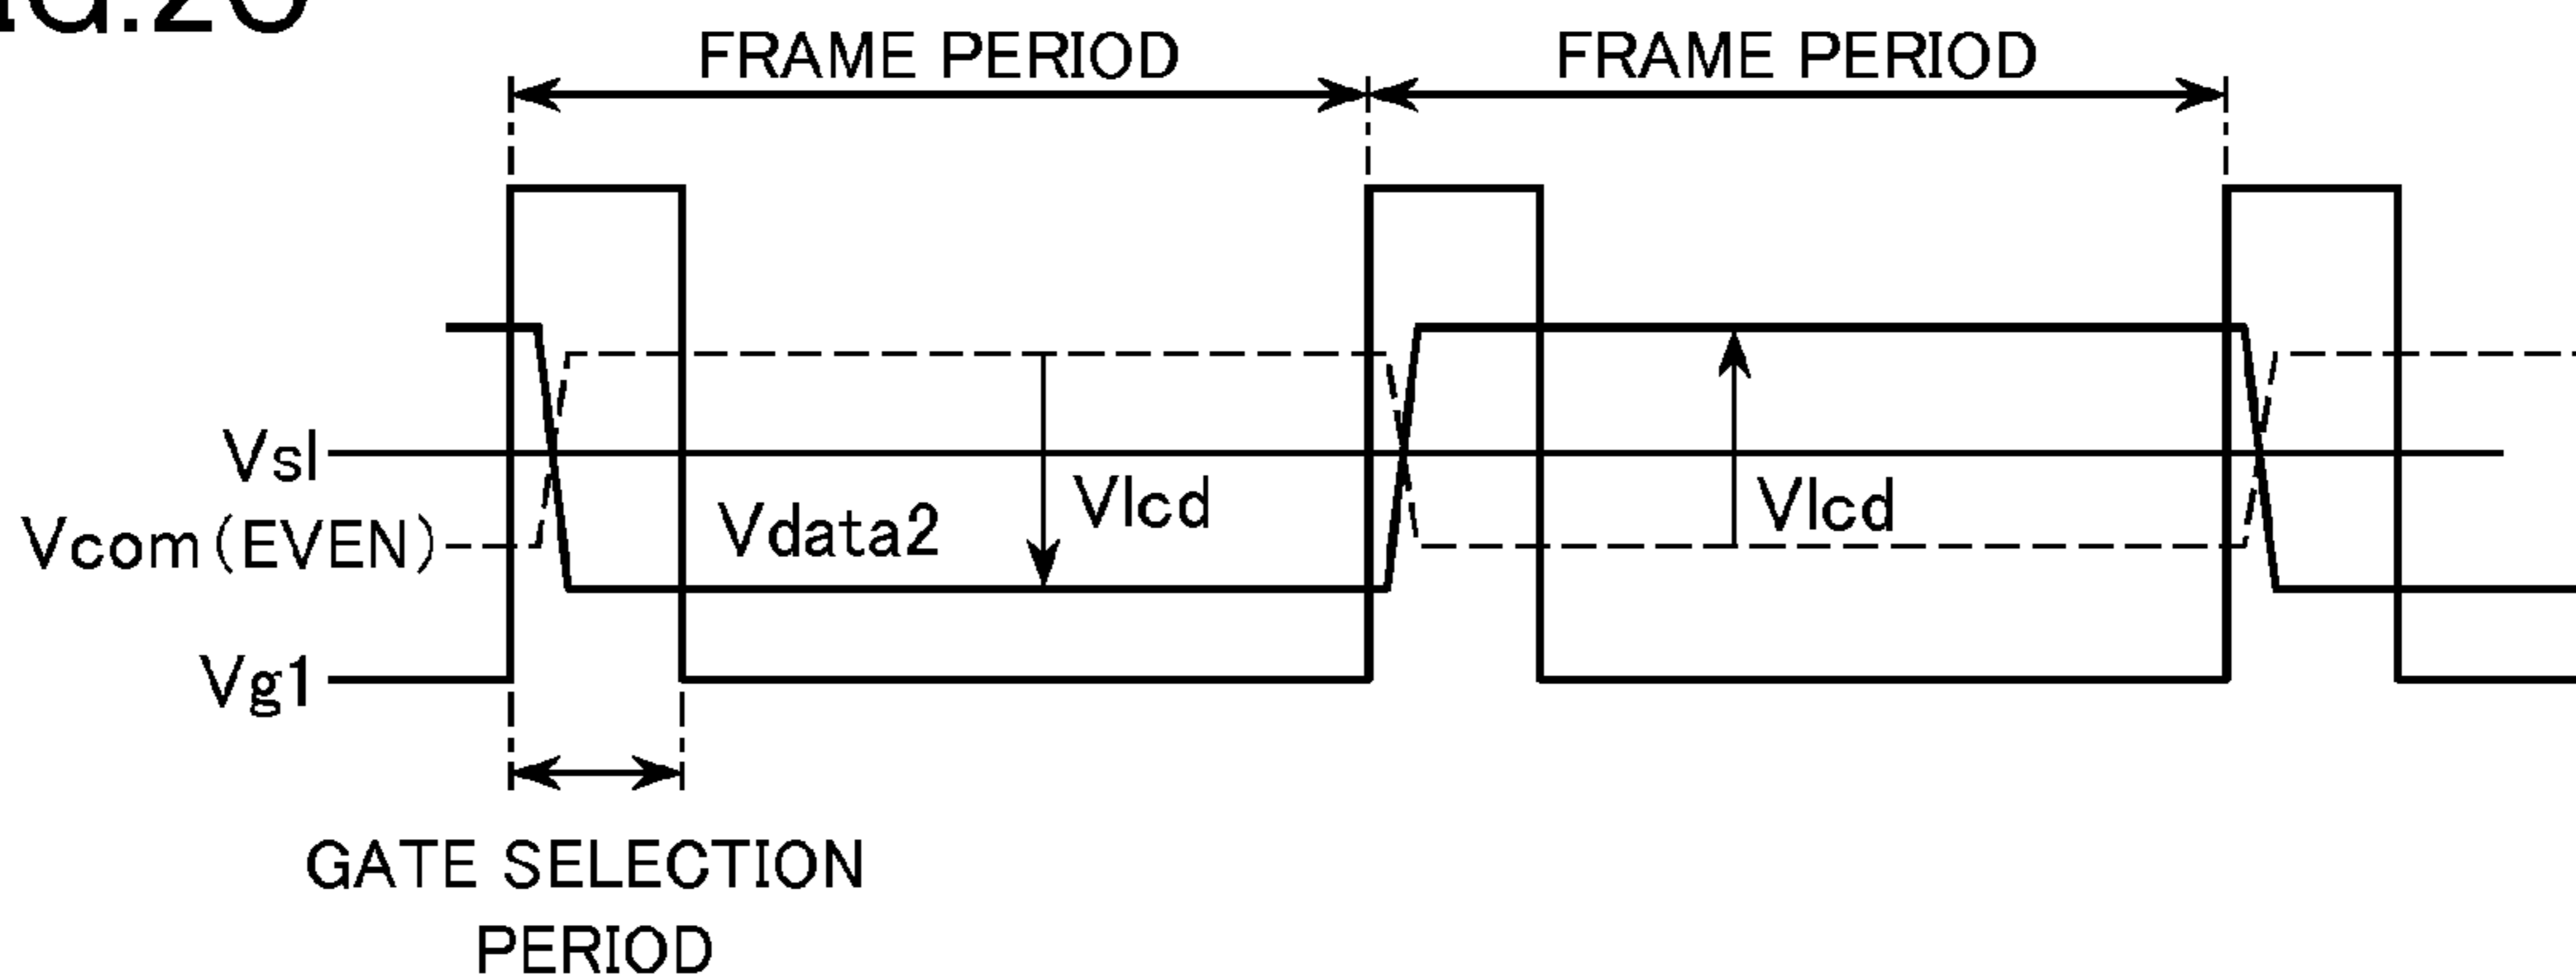 FRAME PERIOD FRAME PERIOD
Vsl
Vcom(EVEN)
Vdata2
Vlcd
Vlcd
Vg1
GATE SELECTION
PERIOD